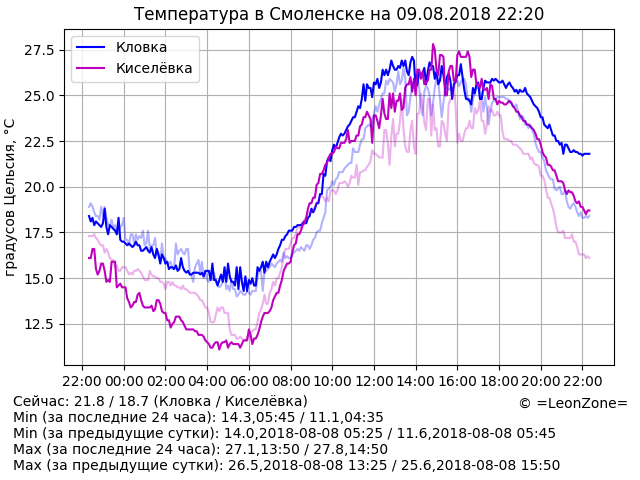 Температура в Смоленске на 09.08.2018 22:20
градусов Цельсия, °С
27.5
25.0
22.5
20.0
17.5
15.0
12.5
Кловка
Киселёвка
22:00 00:00 02:00 04:00 06:00 08:00 10:00 12:00 14:00 16:00 18:00 20:00 22:00
Сейчас: 21.8 / 18.7 (Кловка / Киселёвка)
© =LeonZone=
Min (за последние 24 часа): 14.3,05:45 / 11.1,04:35
Min (за предыдущие сутки): 14.0,2018-08-08 05:25 / 11.6,2018-08-08 05:45
Max (за последние 24 часа): 27.1,13:50 / 27.8,14:50
Max (за предыдущие сутки): 26.5,2018-08-08 13:25 / 25.6,2018-08-08 15:50